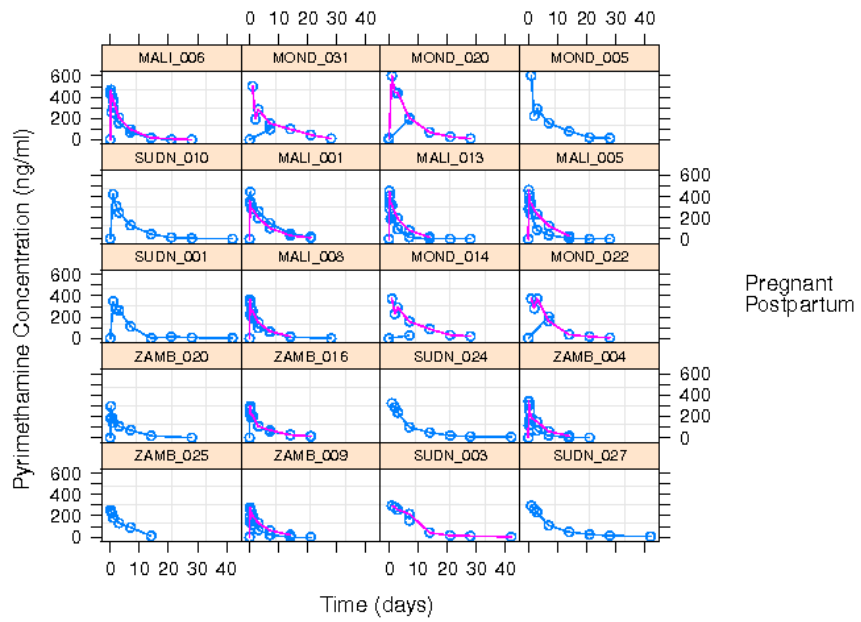 0 10 20 30 40 0 10 20 30 40
MALI_006 MOND_031 MOND_020 MOND_005
600
400
200
0
SUDN_010 MALI_001 MALI_013 MALI_005
600
400
200
0
SUDN_001 MALI_008 MOND_014 MOND_022
600
400
200
0
ZAMB_020 ZAMB_016 SUDN_024 ZAMB_004
600
400
200
0
ZAMB_025 ZAMB_009 SUDN_003 SUDN_027
600
400
200
0
0 10 20 30 40 0 10 20 30 40
Time (days)
Pyrimethamine Concentration (ng/ml)
Pregnant
Postpartum